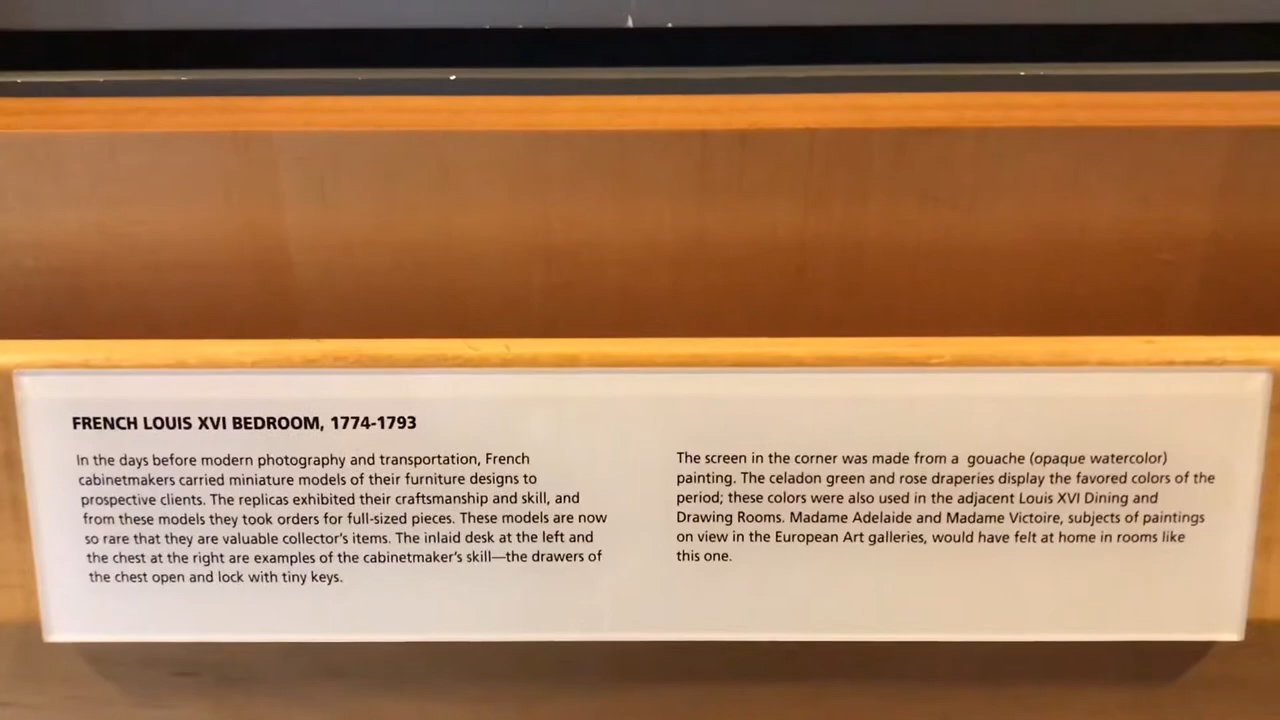 FRENCH LOUIS XVI BEDROOM, 1774-1793
In the days before modern photography and transportation, French
cabinetmakers carried miniature models of their furniture designs to
prospective clients. The replicas exhibited their craftsmanship and skill, and
from these models they took orders for full-sized pieces. These models are now
so rare that they are valuable collector's items. The inlaid desk at the left and
the chest at the right are examples of the cabinetmaker's skill—the drawers of
the chest open and lock with tiny keys.
The screen in the corner was made from a gouache (opaque watercolor)
painting. The celadon green and rose draperies display the favored colors of the
period; these colors were also used in the adjacent Louis XVI Dining and
Drawing Rooms. Madame Adelaide and Madame Victoire, subjects of paintings
on view in the European Art galleries, would have felt at home in rooms like
this one.